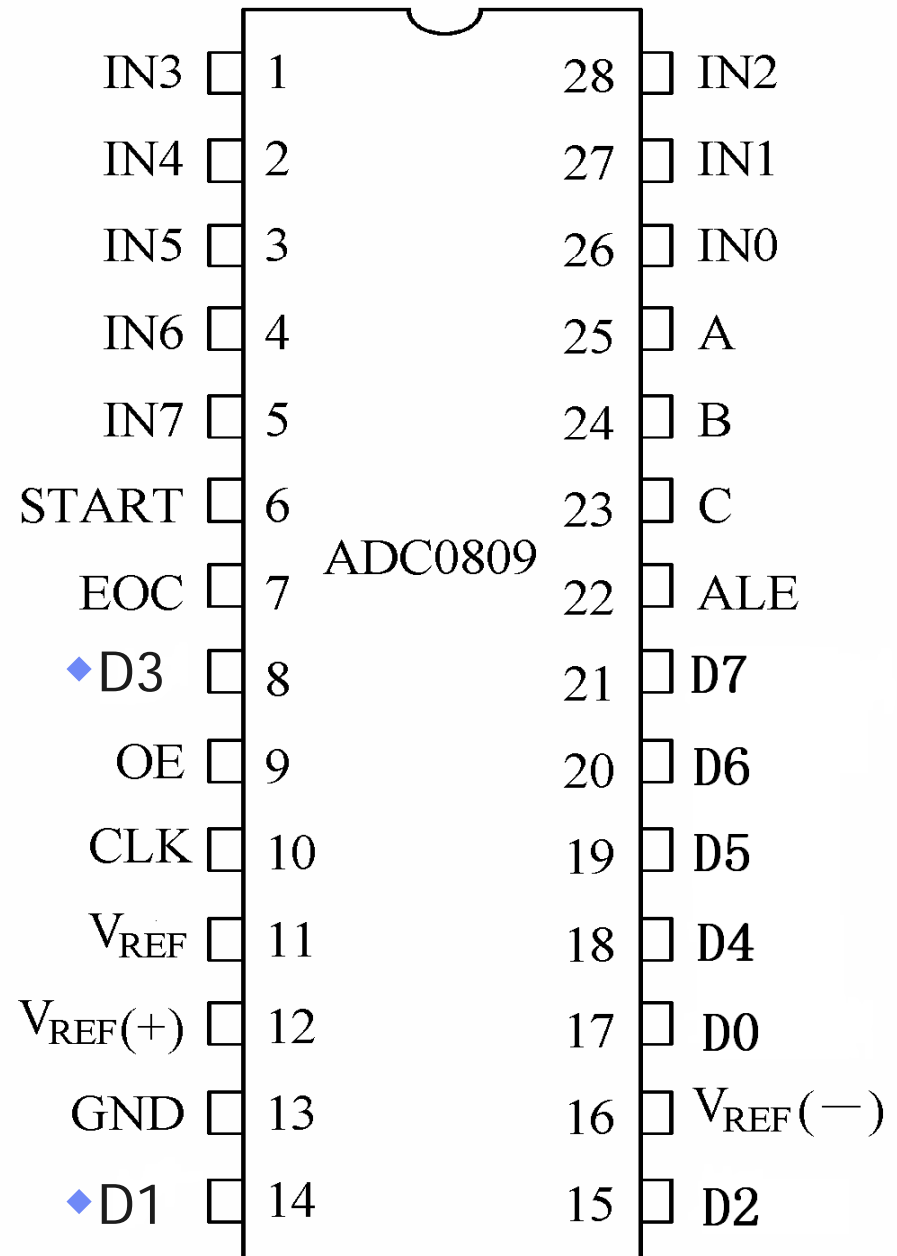 IN3 1 28 IN2
IN4 2 27 IN1
IN5 3 26 IN0
IN6 4 25 A
IN7 5 24 B
START 6 23 C
ADC0809
EOC 7 22 ALE
D3 8 21 D7
OE 9 20 D6
CLK 10 19 D5
VREF 11 18 D4
VREF(+) 12 17 D0
GND 13 16 VREF(−)
D1 14 15 D2